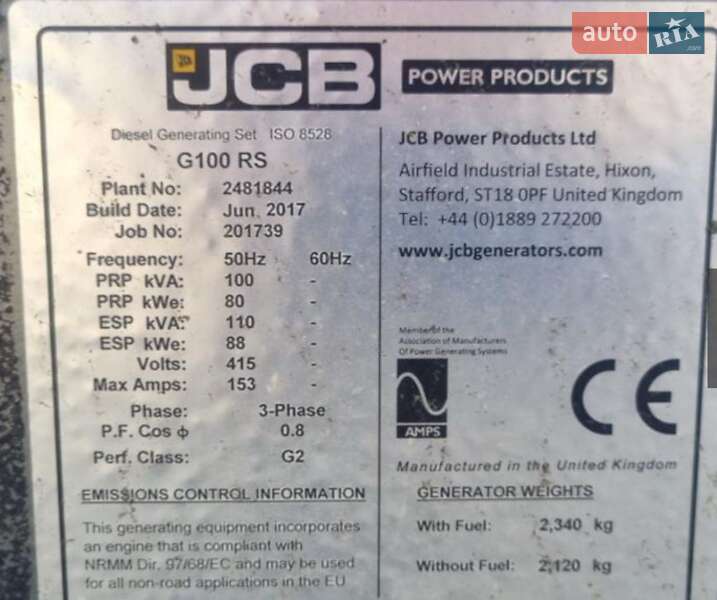 auto RIA.com
JCB POWER PRODUCTS
Diesel Generating Set ISO 8528
G100 RS
Plant No: 2481844
Build Date: Jun. 2017
Job No: 201739
Frequency: 50Hz 60Hz
PRP kVA: 100 -
PRP kWe: 80 -
ESP kVA: 110 -
ESP kWe: 88 -
Volts: 415 -
Max Amps: 153 -
Phase: 3-Phase
P.F. Cos ϕ 0.8
Perf. Class: G2
EMISSIONS CONTROL INFORMATION
This generating equipment incorporates
an engine that is compliant with
NRMM Dir. 97/68/EC and may be used
for all non-road applications in the EU
JCB Power Products Ltd
Airfield Industrial Estate, Hixon,
Stafford, ST18 0PF United Kingdom
Tel: +44 (0)1889 272200
www.jcbgenerators.com
Member of the
Association of Manufacturers
Of Power Generating Systems
AMPS
CE
Manufactured in the United Kingdom
GENERATOR WEIGHTS
With Fuel: 2,340 kg
Without Fuel: 2,120 kg